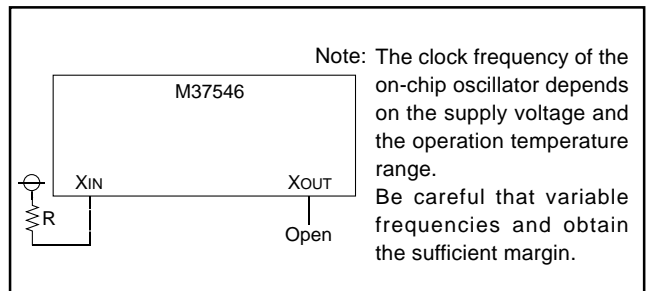 Note: The clock frequency of the
on-chip oscillator depends
on the supply voltage and
the operation temperature
range.
Be careful that variable
frequencies and obtain
the sufficient margin.
M37546
XIN
XOUT
R
Open